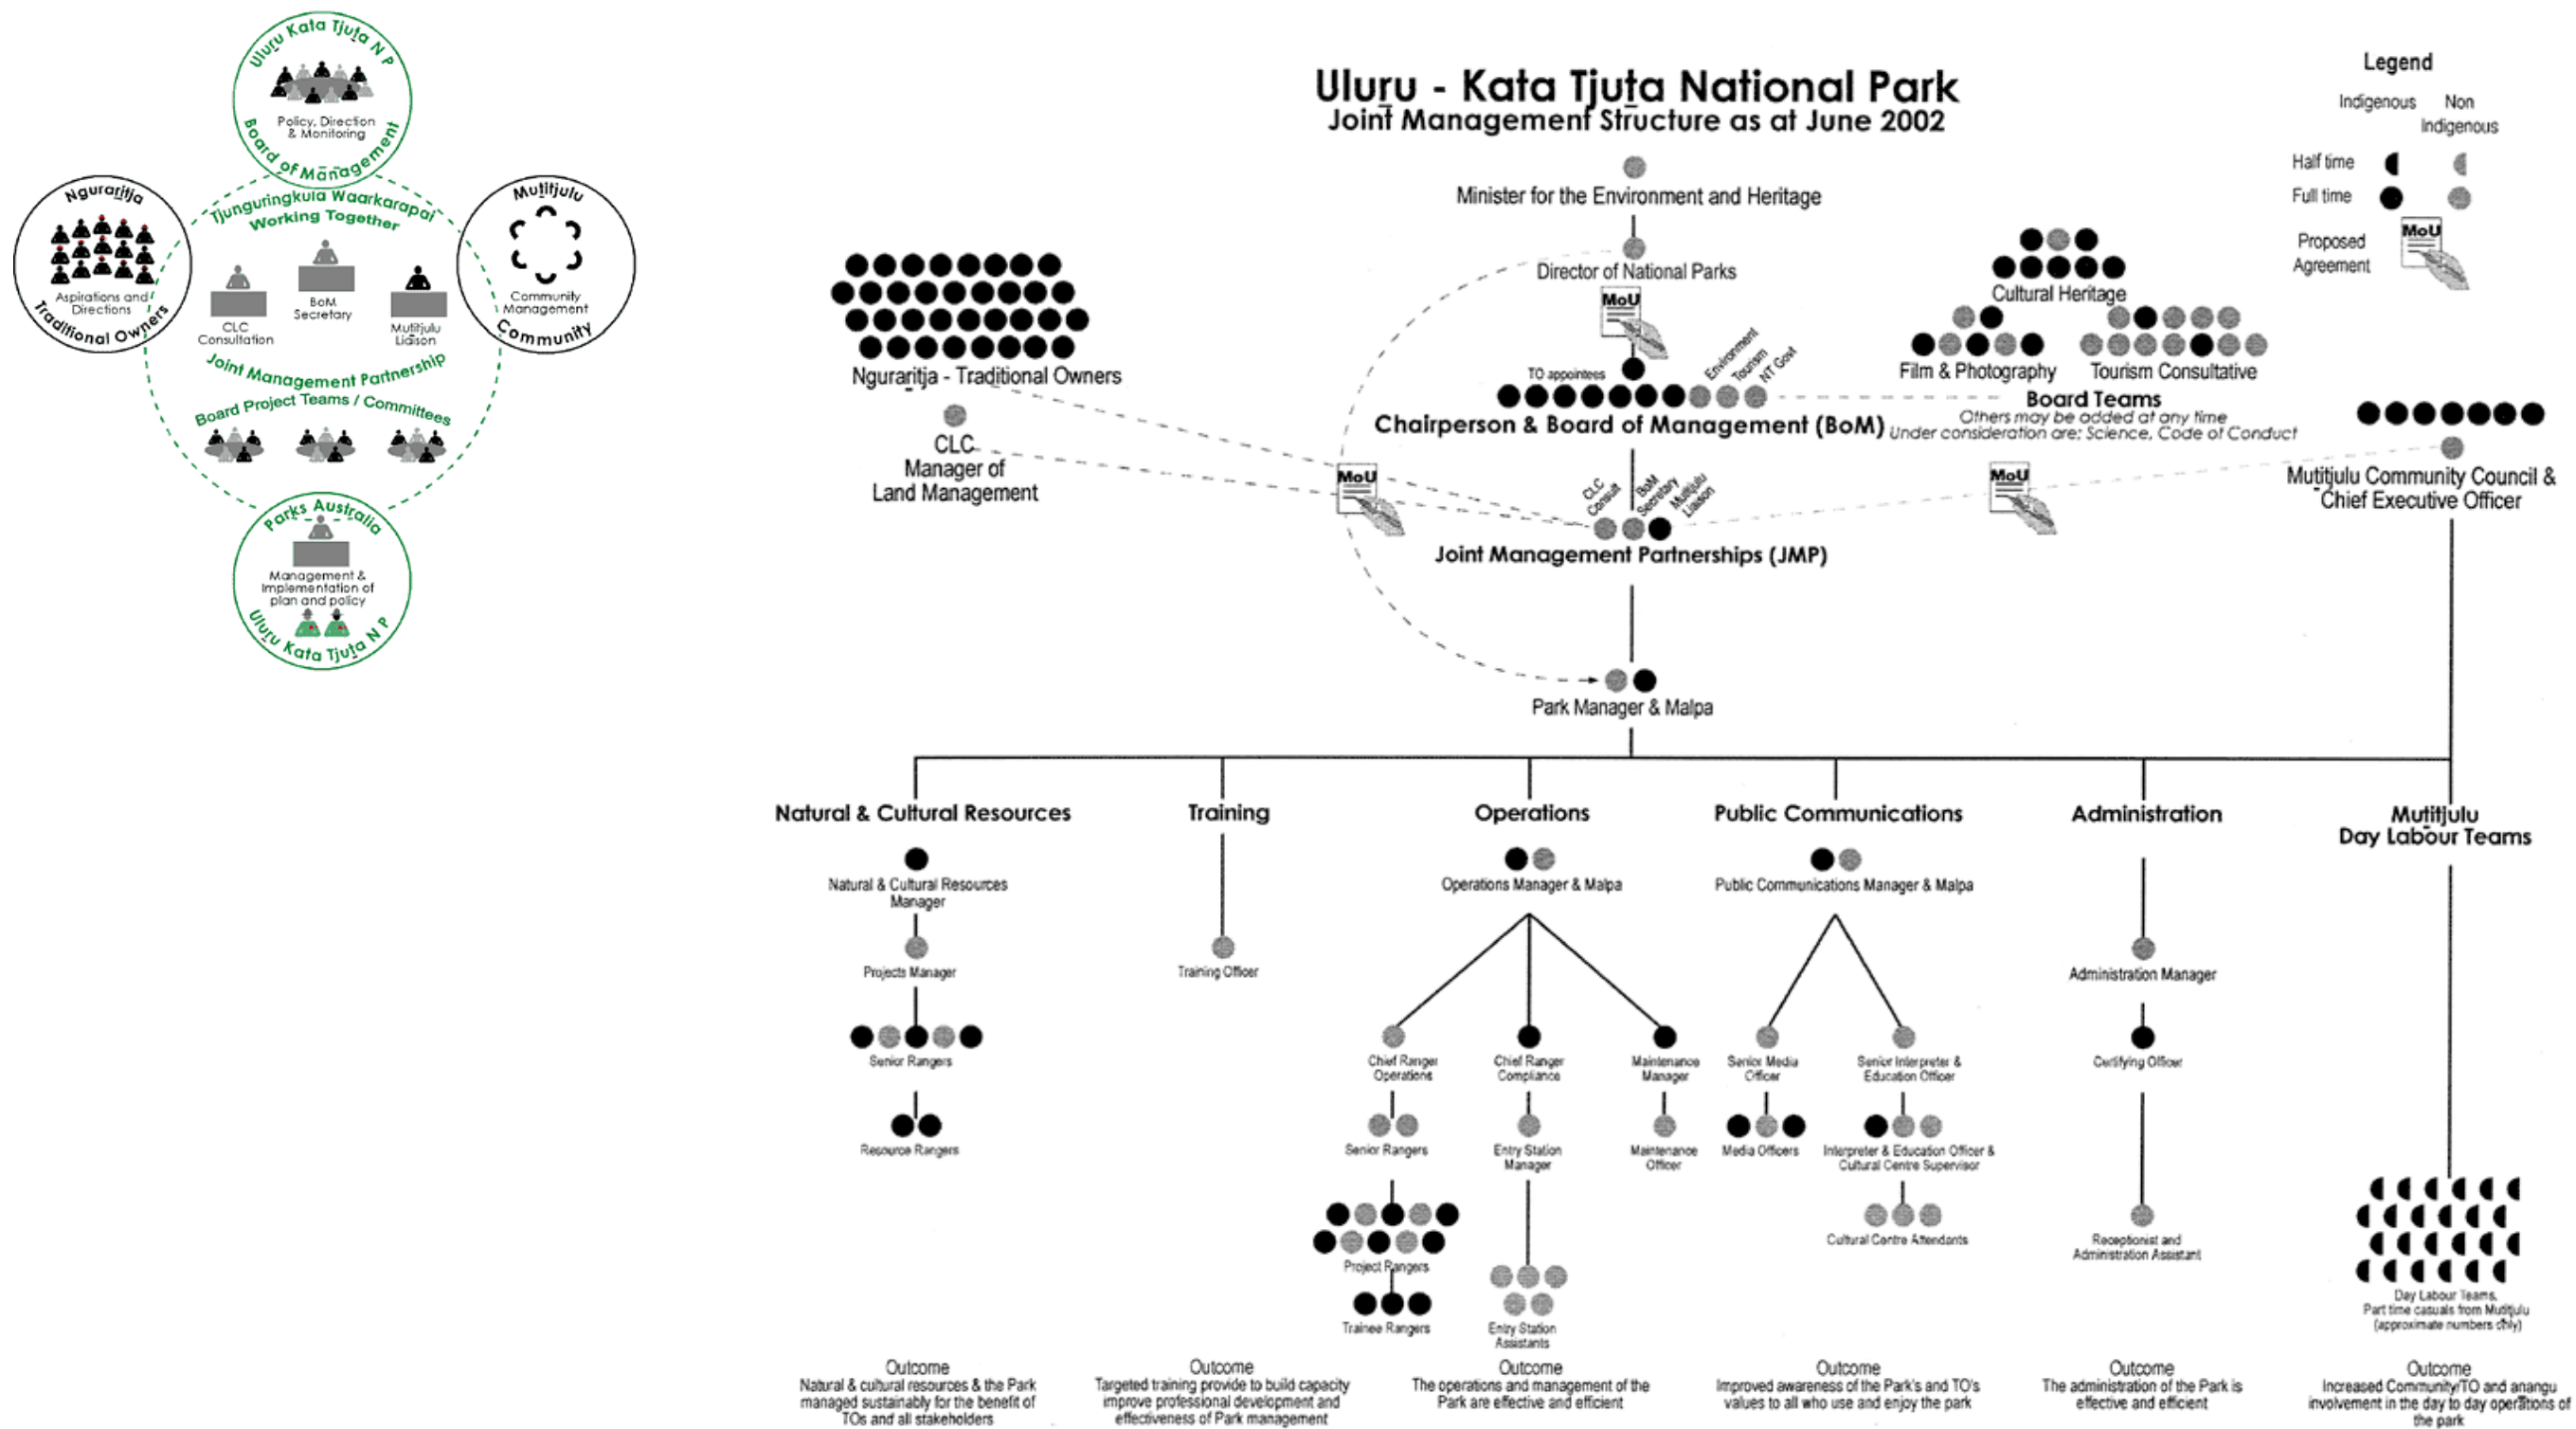 Uluṟu Kata Tjuṯa N P
Policy, Direction
& Monitoring
Board of Management
Nguraṟitja
Aspirations and
Directions
Traditional Owners
Tjunguringkula Waarkarapai
Working Together
Muṯitjulu
Community
Management
Community
CLC
Consultation
BoM
Secretary
Muṯitjulu
Liaison
Joint Management Partnership
Board Project Teams / Committees
Parks Australia
Management &
Implementation of
plan and policy
Uluṟu Kata Tjuṯa N P
Uluṟu - Kata Tjuṯa National Park
Joint Management Structure as at June 2002
Legend
Indigenous
Non
Indigenous
Half time
Full time
Proposed
Agreement
MoU
Minister for the Environment and Heritage
Director of National Parks
MoU
Nguraṟitja - Traditional Owners
CLC
Manager of
Land Management
TO appointees
Environment
Tourism
NT Govt
Chairperson & Board of Management (BoM)
Cultural Heritage
Film & Photography
Tourism Consultative
Board Teams
Others may be added at any time
Under consideration are: Science, Code of Conduct
Muṯitjulu Community Council &
Chief Executive Officer
MoU
MoU
CLC
Consult
BoM
Secretary
Muṯitjulu
Liaison
Joint Management Partnerships (JMP)
Park Manager & Malpa
Natural & Cultural Resources
Training
Operations
Public Communications
Administration
Muṯitjulu
Day Labour Teams
Natural & Cultural Resources
Manager
Projects Manager
Senior Rangers
Resource Rangers
Training Officer
Operations Manager & Malpa
Chief Ranger
Operations
Chief Ranger
Compliance
Maintenance
Manager
Senior Rangers
Entry Station
Manager
Maintenance
Officer
Project Rangers
Trainee Rangers
Entry Station
Assistants
Public Communications Manager & Malpa
Senior Media
Officer
Senior Interpreter &
Education Officer
Media Officers
Interpreter & Education Officer &
Cultural Centre Supervisor
Cultural Centre Attendants
Administration Manager
Certifying Officer
Receptionist and
Administration Assistant
Day Labour Teams,
Part time casuals from Muṯitjulu
(approximate numbers only)
Outcome
Natural & cultural resources & the Park
managed sustainably for the benefit of
TOs and all stakeholders
Outcome
Targeted training provide to build capacity
improve professional development and
effectiveness of Park management
Outcome
The operations and management of the
Park are effective and efficient
Outcome
Improved awareness of the Park's and TO's
values to all who use and enjoy the park
Outcome
The administration of the Park is
effective and efficient
Outcome
Increased Community/TO and anangu
involvement in the day to day operations of
the park